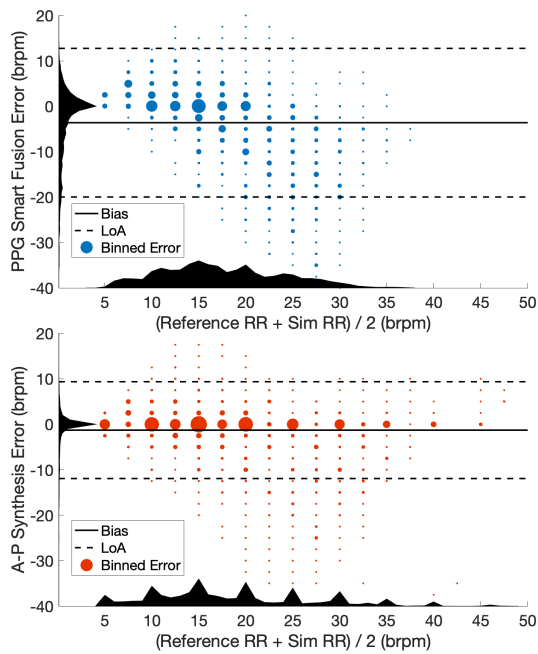 PPG Smart Fusion Error (brpm)
20
10
0
-10
-20
-30
-40
Bias
LoA
Binned Error
5 10 15 20 25 30 35 40 45 50
(Reference RR + Sim RR) / 2 (brpm)
A-P Synthesis Error (brpm)
20
10
0
-10
-20
-30
-40
Bias
LoA
Binned Error
5 10 15 20 25 30 35 40 45 50
(Reference RR + Sim RR) / 2 (brpm)